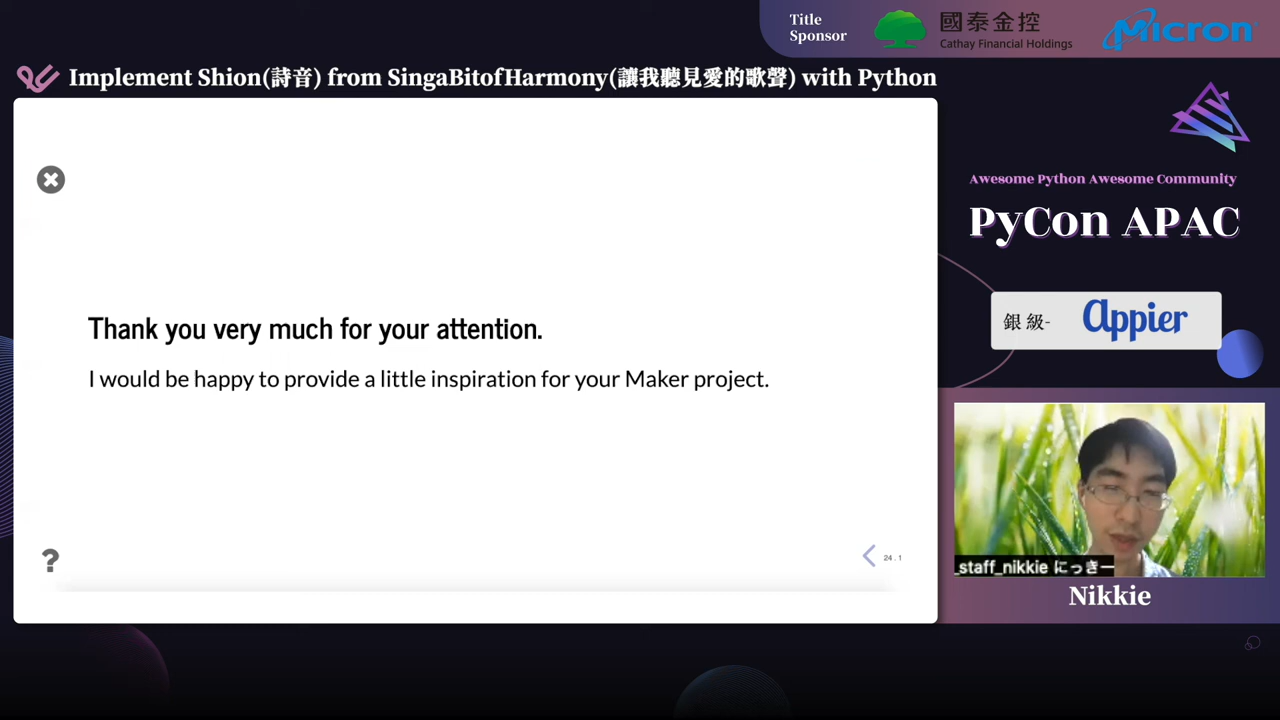 Title
Sponsor
國泰金控
Cathay Financial Holdings
Micron
Implement Shion(詩音) from SingaBitofHarmony(讓我聽見愛的歌聲) with Python
Thank you very much for your attention.
I would be happy to provide a little inspiration for your Maker project.
?
24 . 1
Awesome Python Awesome Community
PyCon APAC
銀級- Appier
_staff_nikkie にっきー
Nikkie